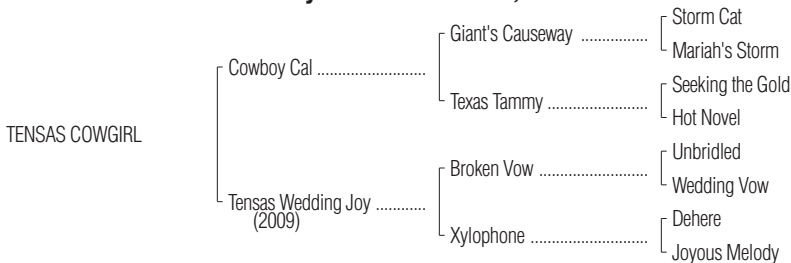 Storm Cat
Giant's Causeway ................
Mariah's Storm
Cowboy Cal ..........................
Seeking the Gold
Texas Tammy ........................
Hot Novel
TENSAS COWGIRL
Unbridled
Broken Vow ..........................
Wedding Vow
Tensas Wedding Joy ............
(2009)
Dehere
Xylophone ............................
Joyous Melody